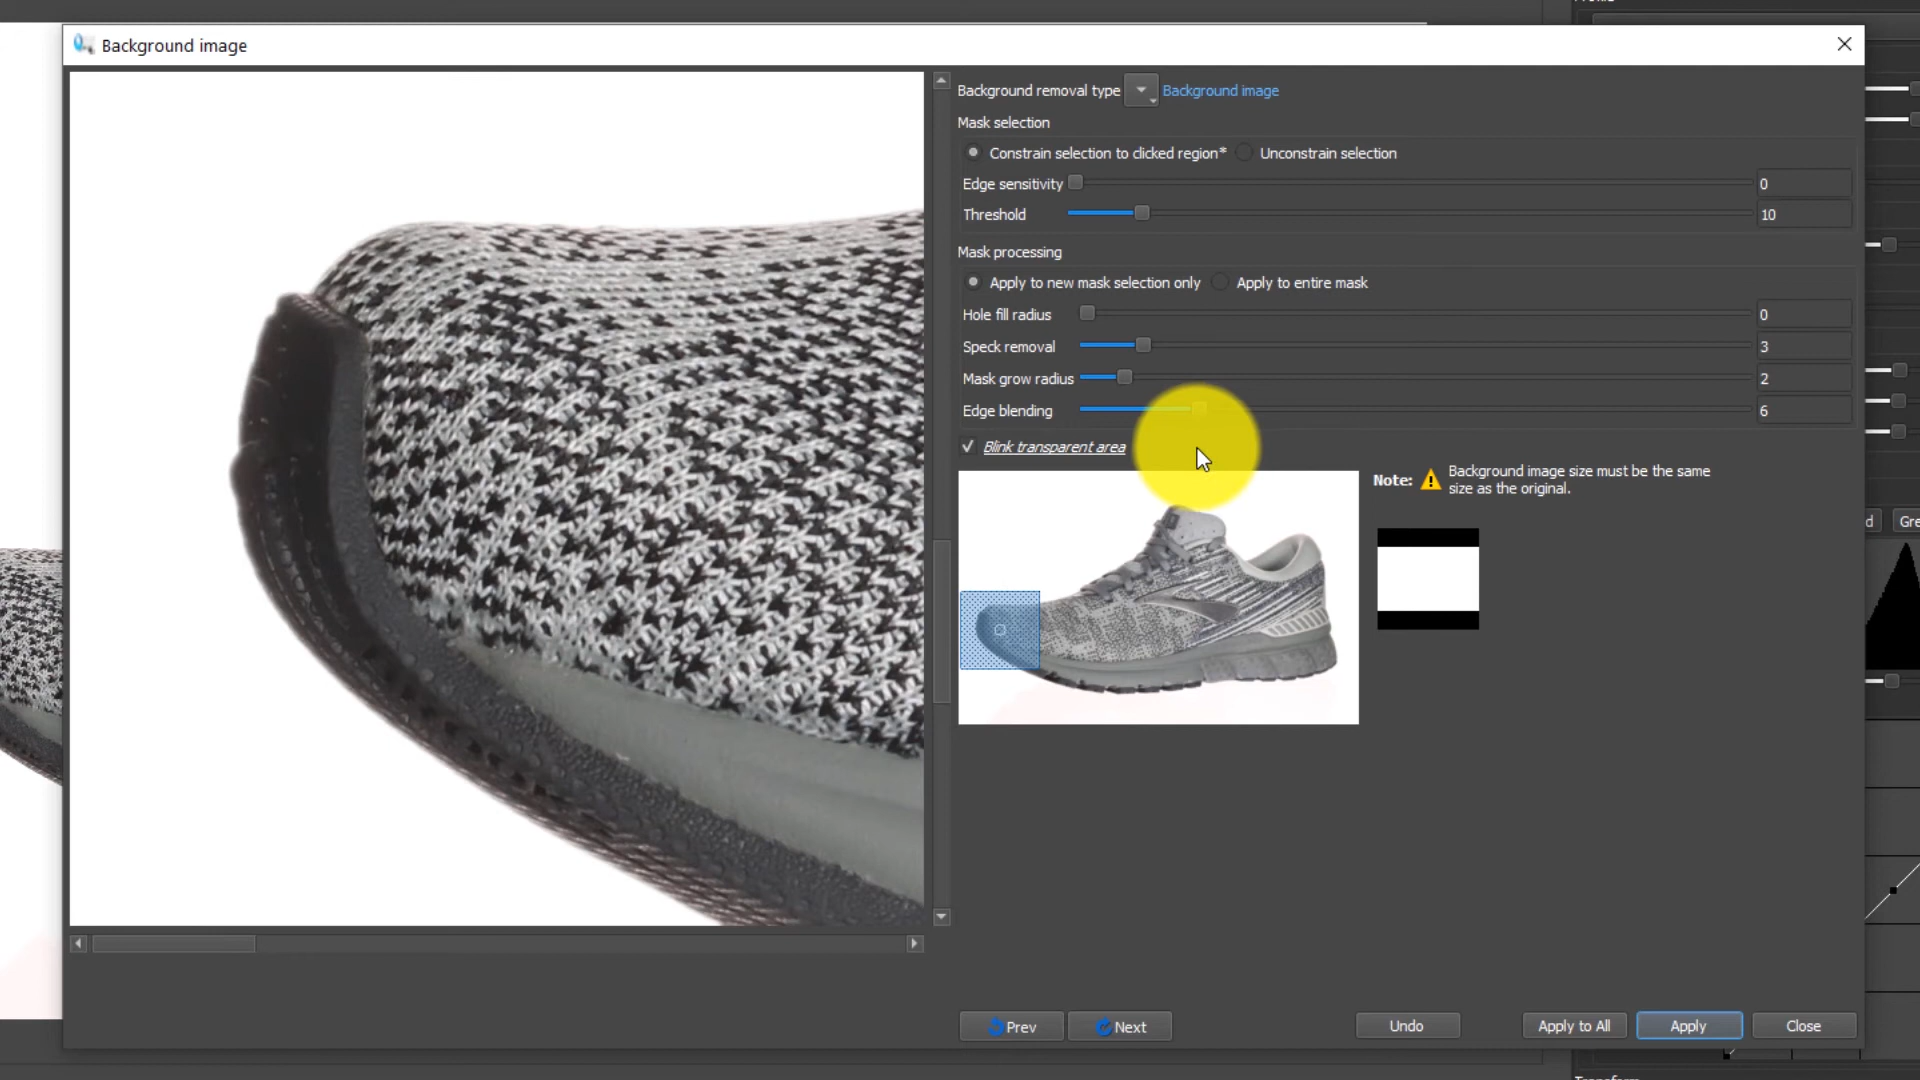 Background image
Background removal type Background image
Mask selection
Constrain selection to clicked region* Unconstrain selection
Edge sensitivity 0
Threshold 10
Mask processing
Apply to new mask selection only Apply to entire mask
Hole fill radius 0
Speck removal 3
Mask grow radius 2
Edge blending 6
Blink transparent area
Note: Background image size must be the same
size as the original.
d Gre
Prev Next Undo Apply to All Apply Close